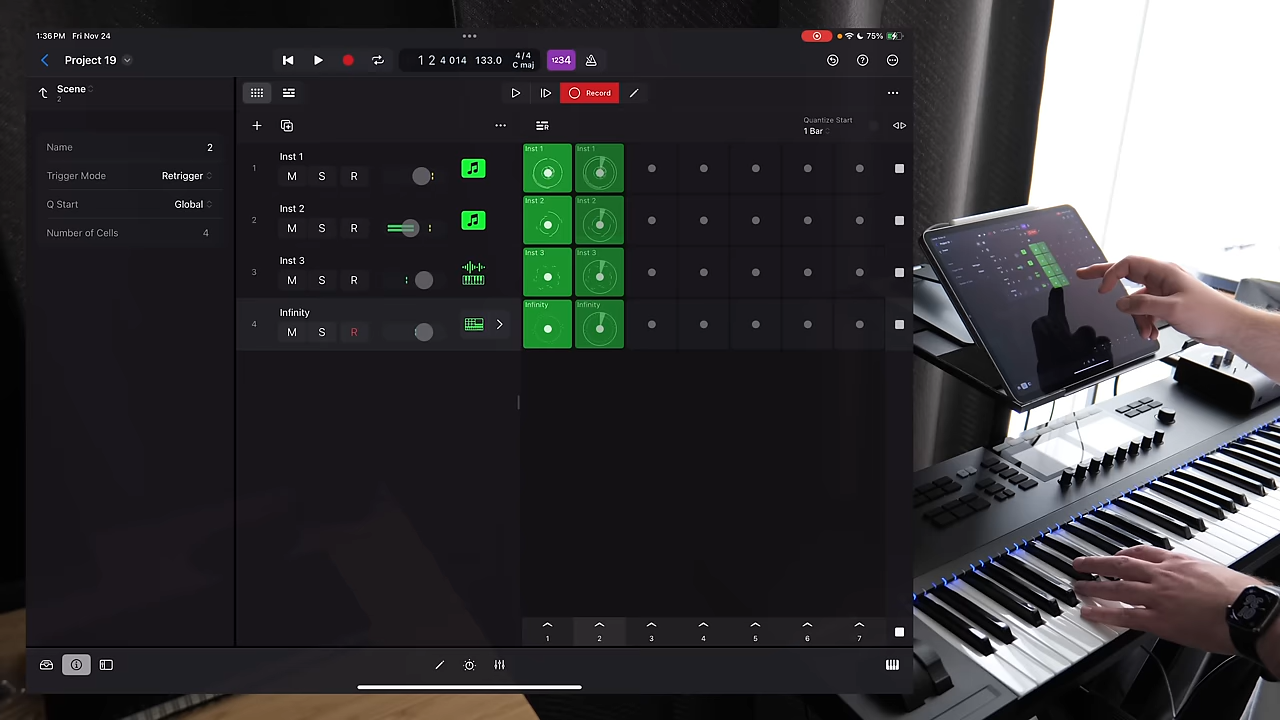 1:36 PM Fri Nov 24
75%
Project 19
1 2 4 014 133.0 4/4
C maj
1234
Scene
2
Record
Name 2
Trigger Mode Retrigger
Q Start Global
Number of Cells 4
Quantize Start
1 Bar
1 Inst 1
M S R
2 Inst 2
M S R
3 Inst 3
M S R
4 Infinity
M S R
Inst 1 Inst 1
Inst 2 Inst 2
Inst 3 Inst 3
Infinity Infinity
1 2 3 4 5 6 7